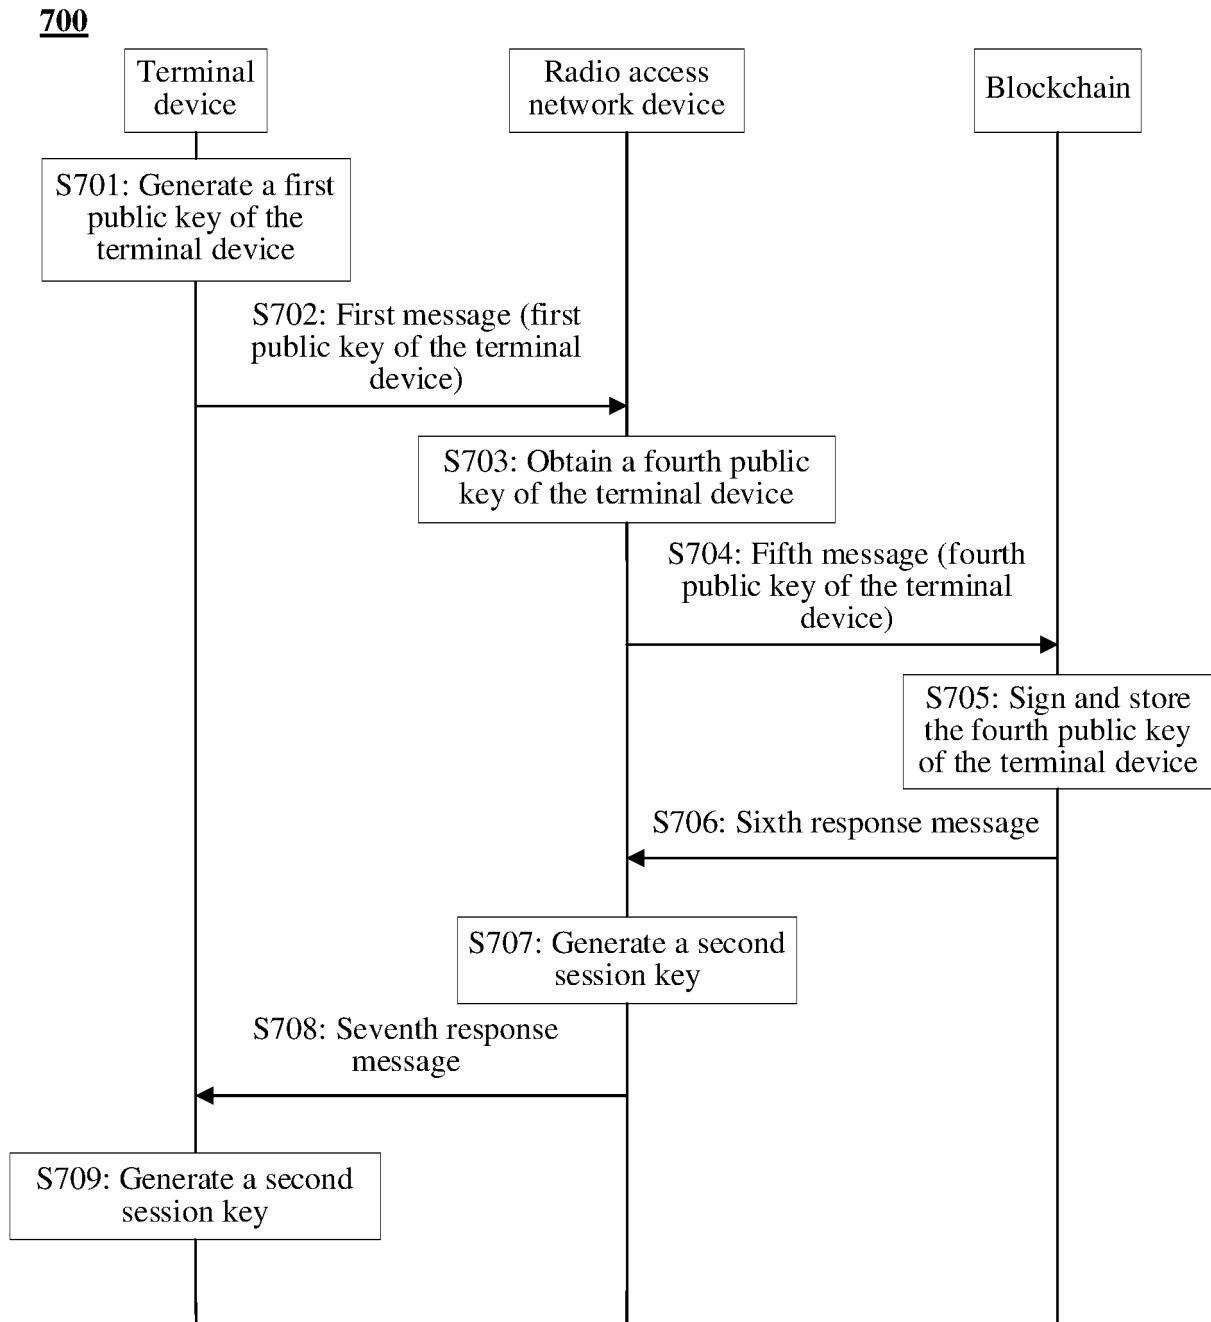 700
Terminal
device
Radio access
network device
Blockchain
S701: Generate a first
public key of the
terminal device
S702: First message (first
public key of the terminal
device)
S703: Obtain a fourth public
key of the terminal device
S704: Fifth message (fourth
public key of the terminal
device)
S705: Sign and store
the fourth public key
of the terminal device
S706: Sixth response message
S707: Generate a second
session key
S708: Seventh response
message
S709: Generate a second
session key